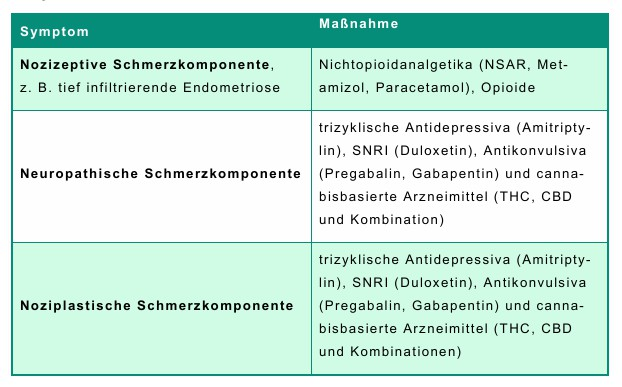 Symptom
Maßnahme
Nozizeptive Schmerzkomponente,
z. B. tief infiltrierende Endometriose
Nichtopioidanalgetika (NSAR, Met-
amizol, Paracetamol), Opioide
Neuropathische Schmerzkomponente
trizyklische Antidepressiva (Amitripty-
lin), SNRI (Duloxetin), Antikonvulsiva
(Pregabalin, Gabapentin) und canna-
bisbasierte Arzneimittel (THC, CBD
und Kombination)
Noziplastische Schmerzkomponente
trizyklische Antidepressiva (Amitripty-
lin), SNRI (Duloxetin), Antikonvulsiva
(Pregabalin, Gabapentin) und canna-
bisbasierte Arzneimittel (THC, CBD
und Kombinationen)